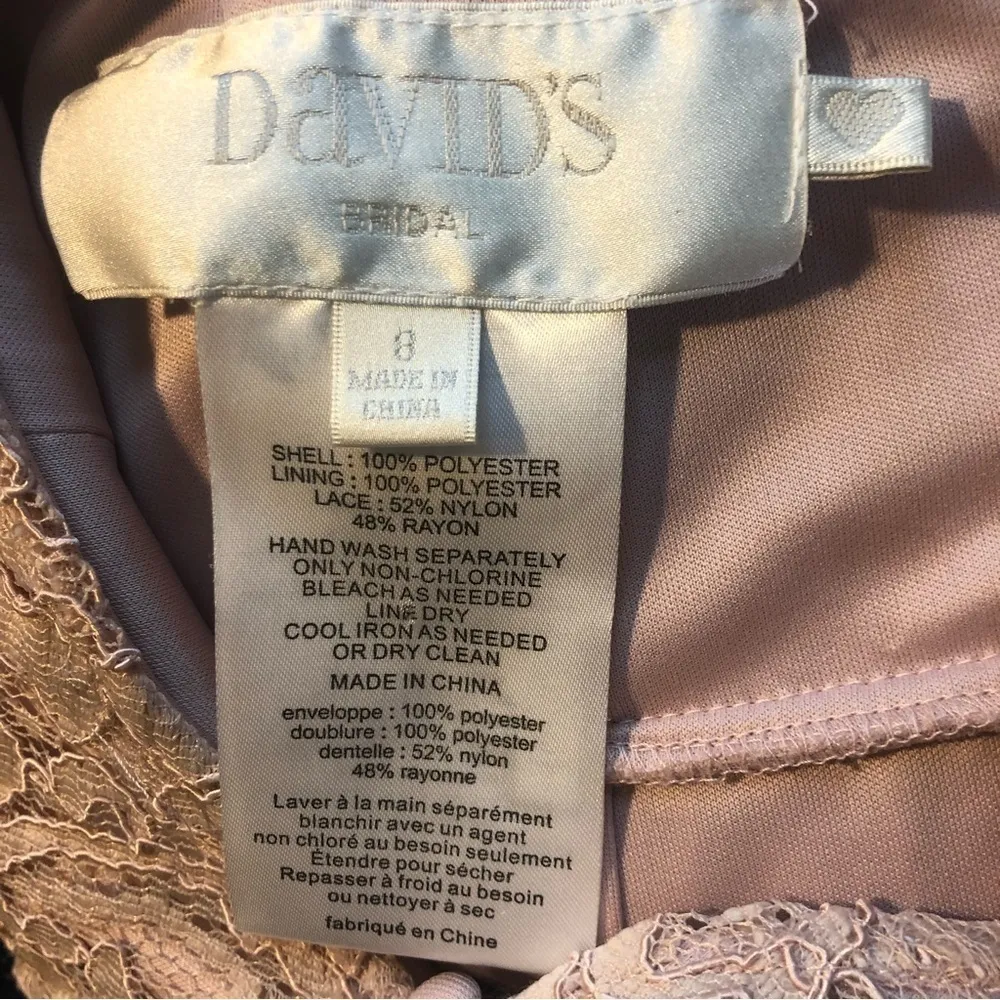 DaVID'S
BRIDAL
8
MADE IN
CHINA
SHELL : 100% POLYESTER
LINING : 100% POLYESTER
LACE : 52% NYLON
48% RAYON
HAND WASH SEPARATELY
ONLY NON-CHLORINE
BLEACH AS NEEDED
LINE DRY
COOL IRON AS NEEDED
OR DRY CLEAN
MADE IN CHINA
enveloppe : 100% polyester
doublure : 100% polyester
dentelle : 52% nylon
48% rayonne
Laver à la main séparément
blanchir avec un agent
non chloré au besoin seulement
Étendre pour sécher
Repasser à froid au besoin
ou nettoyer à sec
fabriqué en Chine